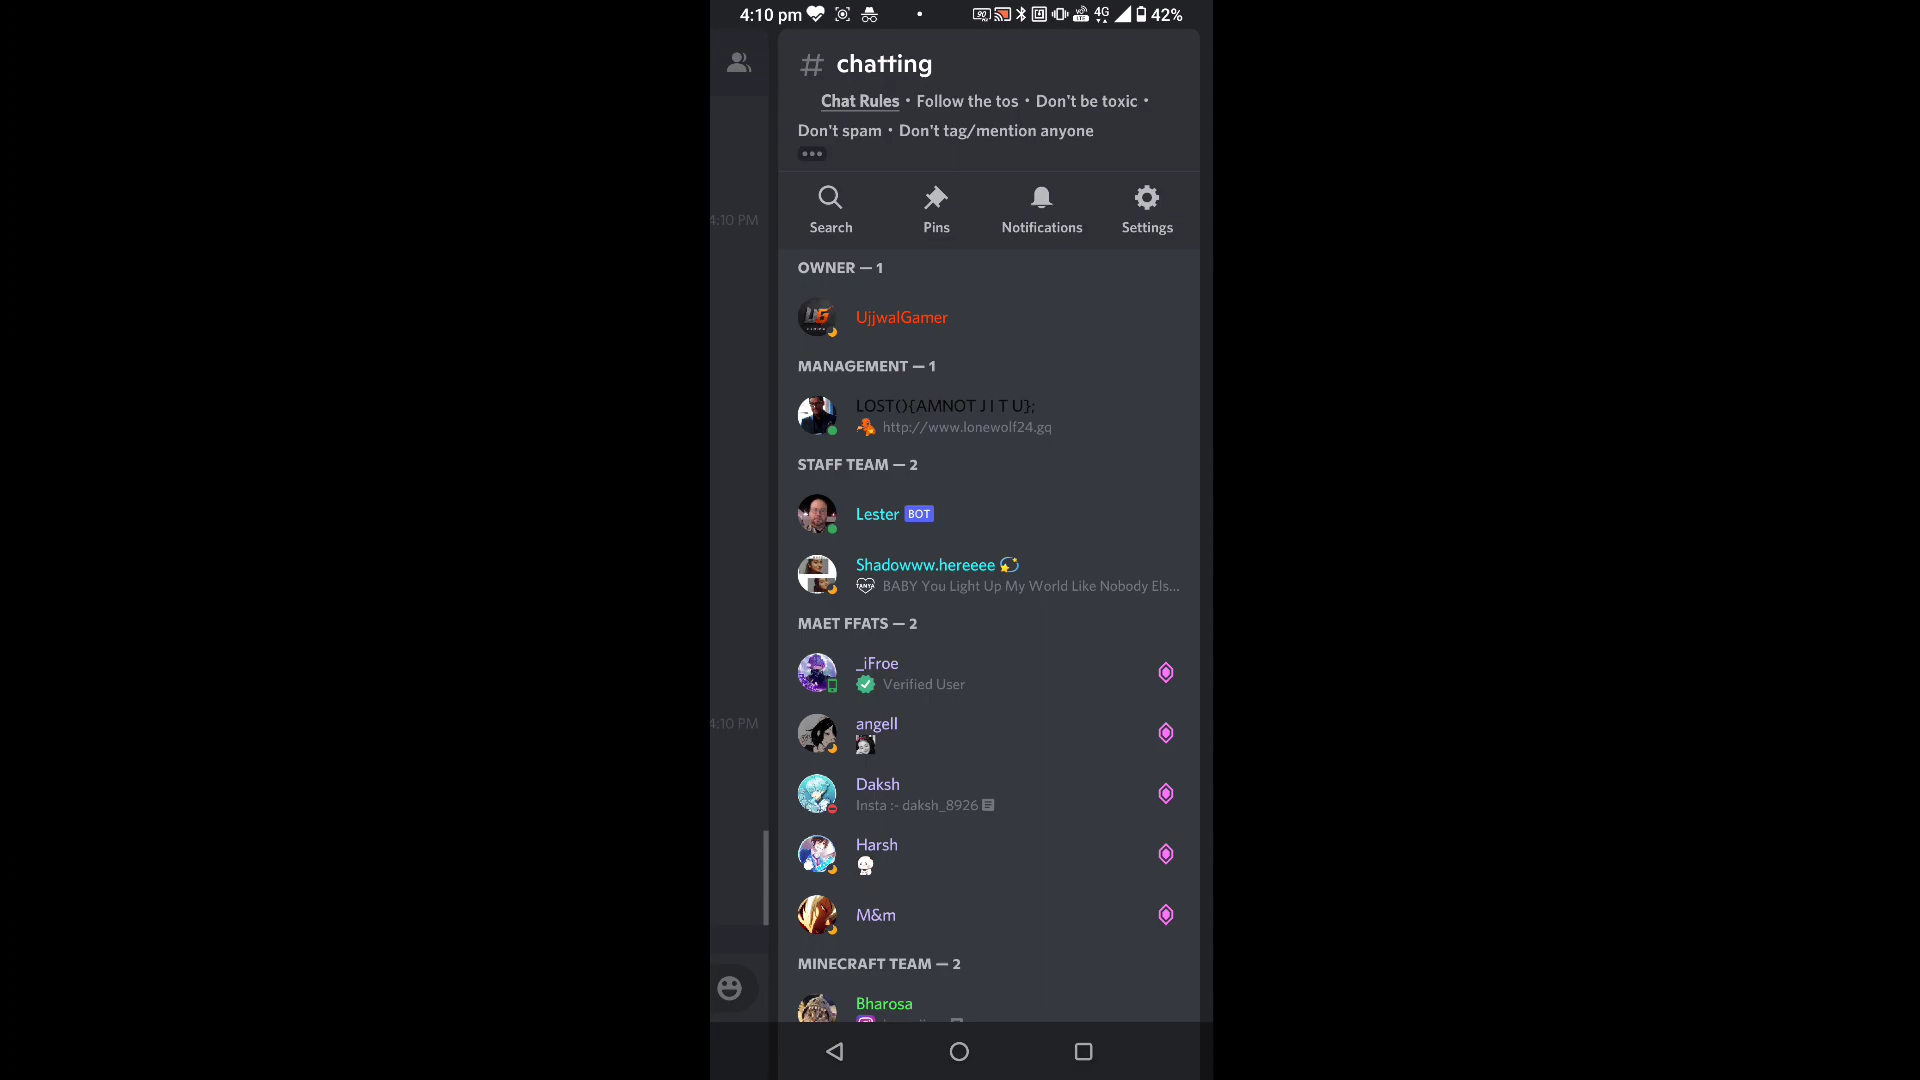 4:10 pm
4G
42%
# chatting
Chat Rules • Follow the tos • Don't be toxic •
Don't spam • Don't tag/mention anyone
Search
Pins
Notifications
Settings
4:10 PM
OWNER — 1
UG
UjjwalGamer
MANAGEMENT — 1
LOST(){AMNOT J I T U};
http://www.lonewolf24.gq
STAFF TEAM — 2
Lester BOT
Shadowww.hereeee
TANYA BABY You Light Up My World Like Nobody Els...
MAET FFATS — 2
_iFroe
Verified User
angell
4:10 PM
Daksh
Insta :- daksh_8926
Harsh
M&m
MINECRAFT TEAM — 2
Bharosa